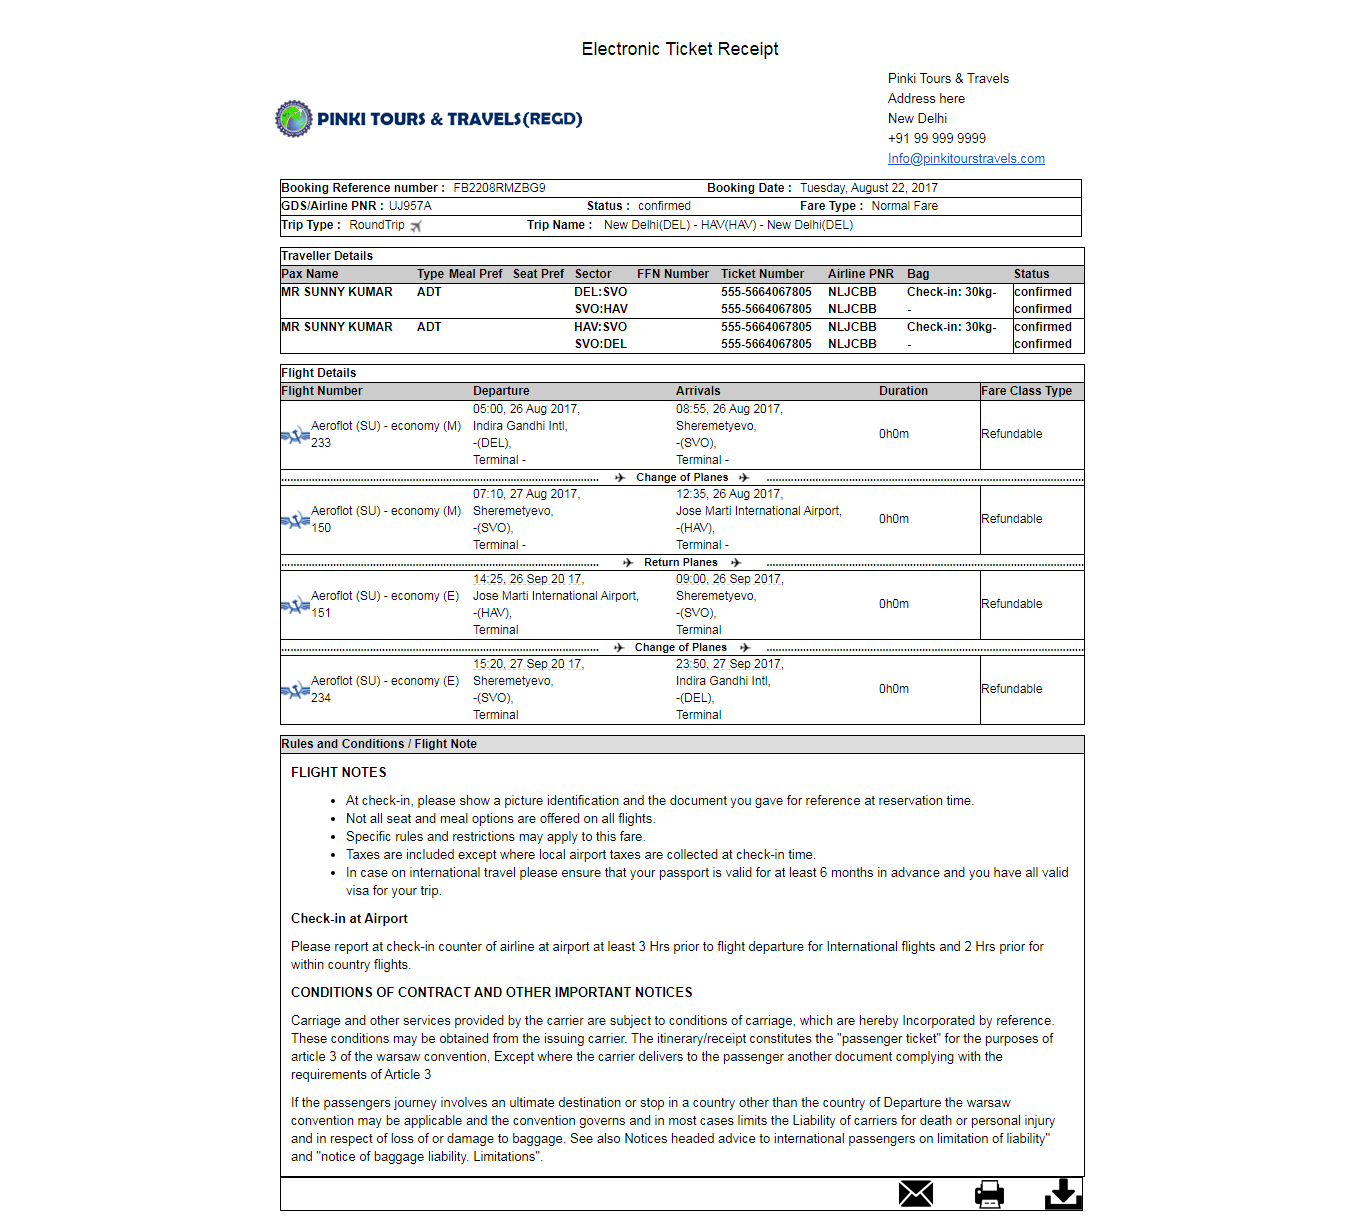 Electronic Ticket Receipt
Pinki Tours & Travels
Address here
New Delhi
+91 99 999 9999
Info@pinkitourstravels.com
PINKI TOURS & TRAVELS(REGD)
Booking Reference number : FB2208RMZBG9 Booking Date : Tuesday, August 22, 2017
GDS/Airline PNR : UJ957A Status : confirmed Fare Type : Normal Fare
Trip Type : RoundTrip Trip Name : New Delhi(DEL) - HAV(HAV) - New Delhi(DEL)
Traveller Details
Pax Name Type Meal Pref Seat Pref Sector FFN Number Ticket Number Airline PNR Bag Status
MR SUNNY KUMAR ADT DEL:SVO 555-5664067805 NLJCBB Check-in: 30kg- confirmed
SVO:HAV 555-5664067805 NLJCBB - confirmed
MR SUNNY KUMAR ADT HAV:SVO 555-5664067805 NLJCBB Check-in: 30kg- confirmed
SVO:DEL 555-5664067805 NLJCBB - confirmed
Flight Details
Flight Number Departure Arrivals Duration Fare Class Type
Aeroflot (SU) - economy (M)
233
05:00, 26 Aug 2017,
Indira Gandhi Intl,
-(DEL),
Terminal -
08:55, 26 Aug 2017,
Sheremetyevo,
-(SVO),
Terminal -
0h0m
Refundable
Change of Planes
Aeroflot (SU) - economy (M)
150
07:10, 27 Aug 2017,
Sheremetyevo,
-(SVO),
Terminal -
12:35, 26 Aug 2017,
Jose Marti International Airport,
-(HAV),
Terminal -
0h0m
Refundable
Return Planes
Aeroflot (SU) - economy (E)
151
14:25, 26 Sep 20 17,
Jose Marti International Airport,
-(HAV),
Terminal
09:00, 26 Sep 2017,
Sheremetyevo,
-(SVO),
Terminal
0h0m
Refundable
Change of Planes
Aeroflot (SU) - economy (E)
234
15:20, 27 Sep 20 17,
Sheremetyevo,
-(SVO),
Terminal
23:50, 27 Sep 2017,
Indira Gandhi Intl,
-(DEL),
Terminal
0h0m
Refundable
Rules and Conditions / Flight Note
FLIGHT NOTES
• At check-in, please show a picture identification and the document you gave for reference at reservation time.
• Not all seat and meal options are offered on all flights.
• Specific rules and restrictions may apply to this fare.
• Taxes are included except where local airport taxes are collected at check-in time.
• In case on international travel please ensure that your passport is valid for at least 6 months in advance and you have all valid
visa for your trip.
Check-in at Airport
Please report at check-in counter of airline at airport at least 3 Hrs prior to flight departure for International flights and 2 Hrs prior for
within country flights.
CONDITIONS OF CONTRACT AND OTHER IMPORTANT NOTICES
Carriage and other services provided by the carrier are subject to conditions of carriage, which are hereby Incorporated by reference.
These conditions may be obtained from the issuing carrier. The itinerary/receipt constitutes the "passenger ticket" for the purposes of
article 3 of the warsaw convention, Except where the carrier delivers to the passenger another document complying with the
requirements of Article 3
If the passengers journey involves an ultimate destination or stop in a country other than the country of Departure the warsaw
convention may be applicable and the convention governs and in most cases limits the Liability of carriers for death or personal injury
and in respect of loss of or damage to baggage. See also Notices headed advice to international passengers on limitation of liability"
and "notice of baggage liability. Limitations".